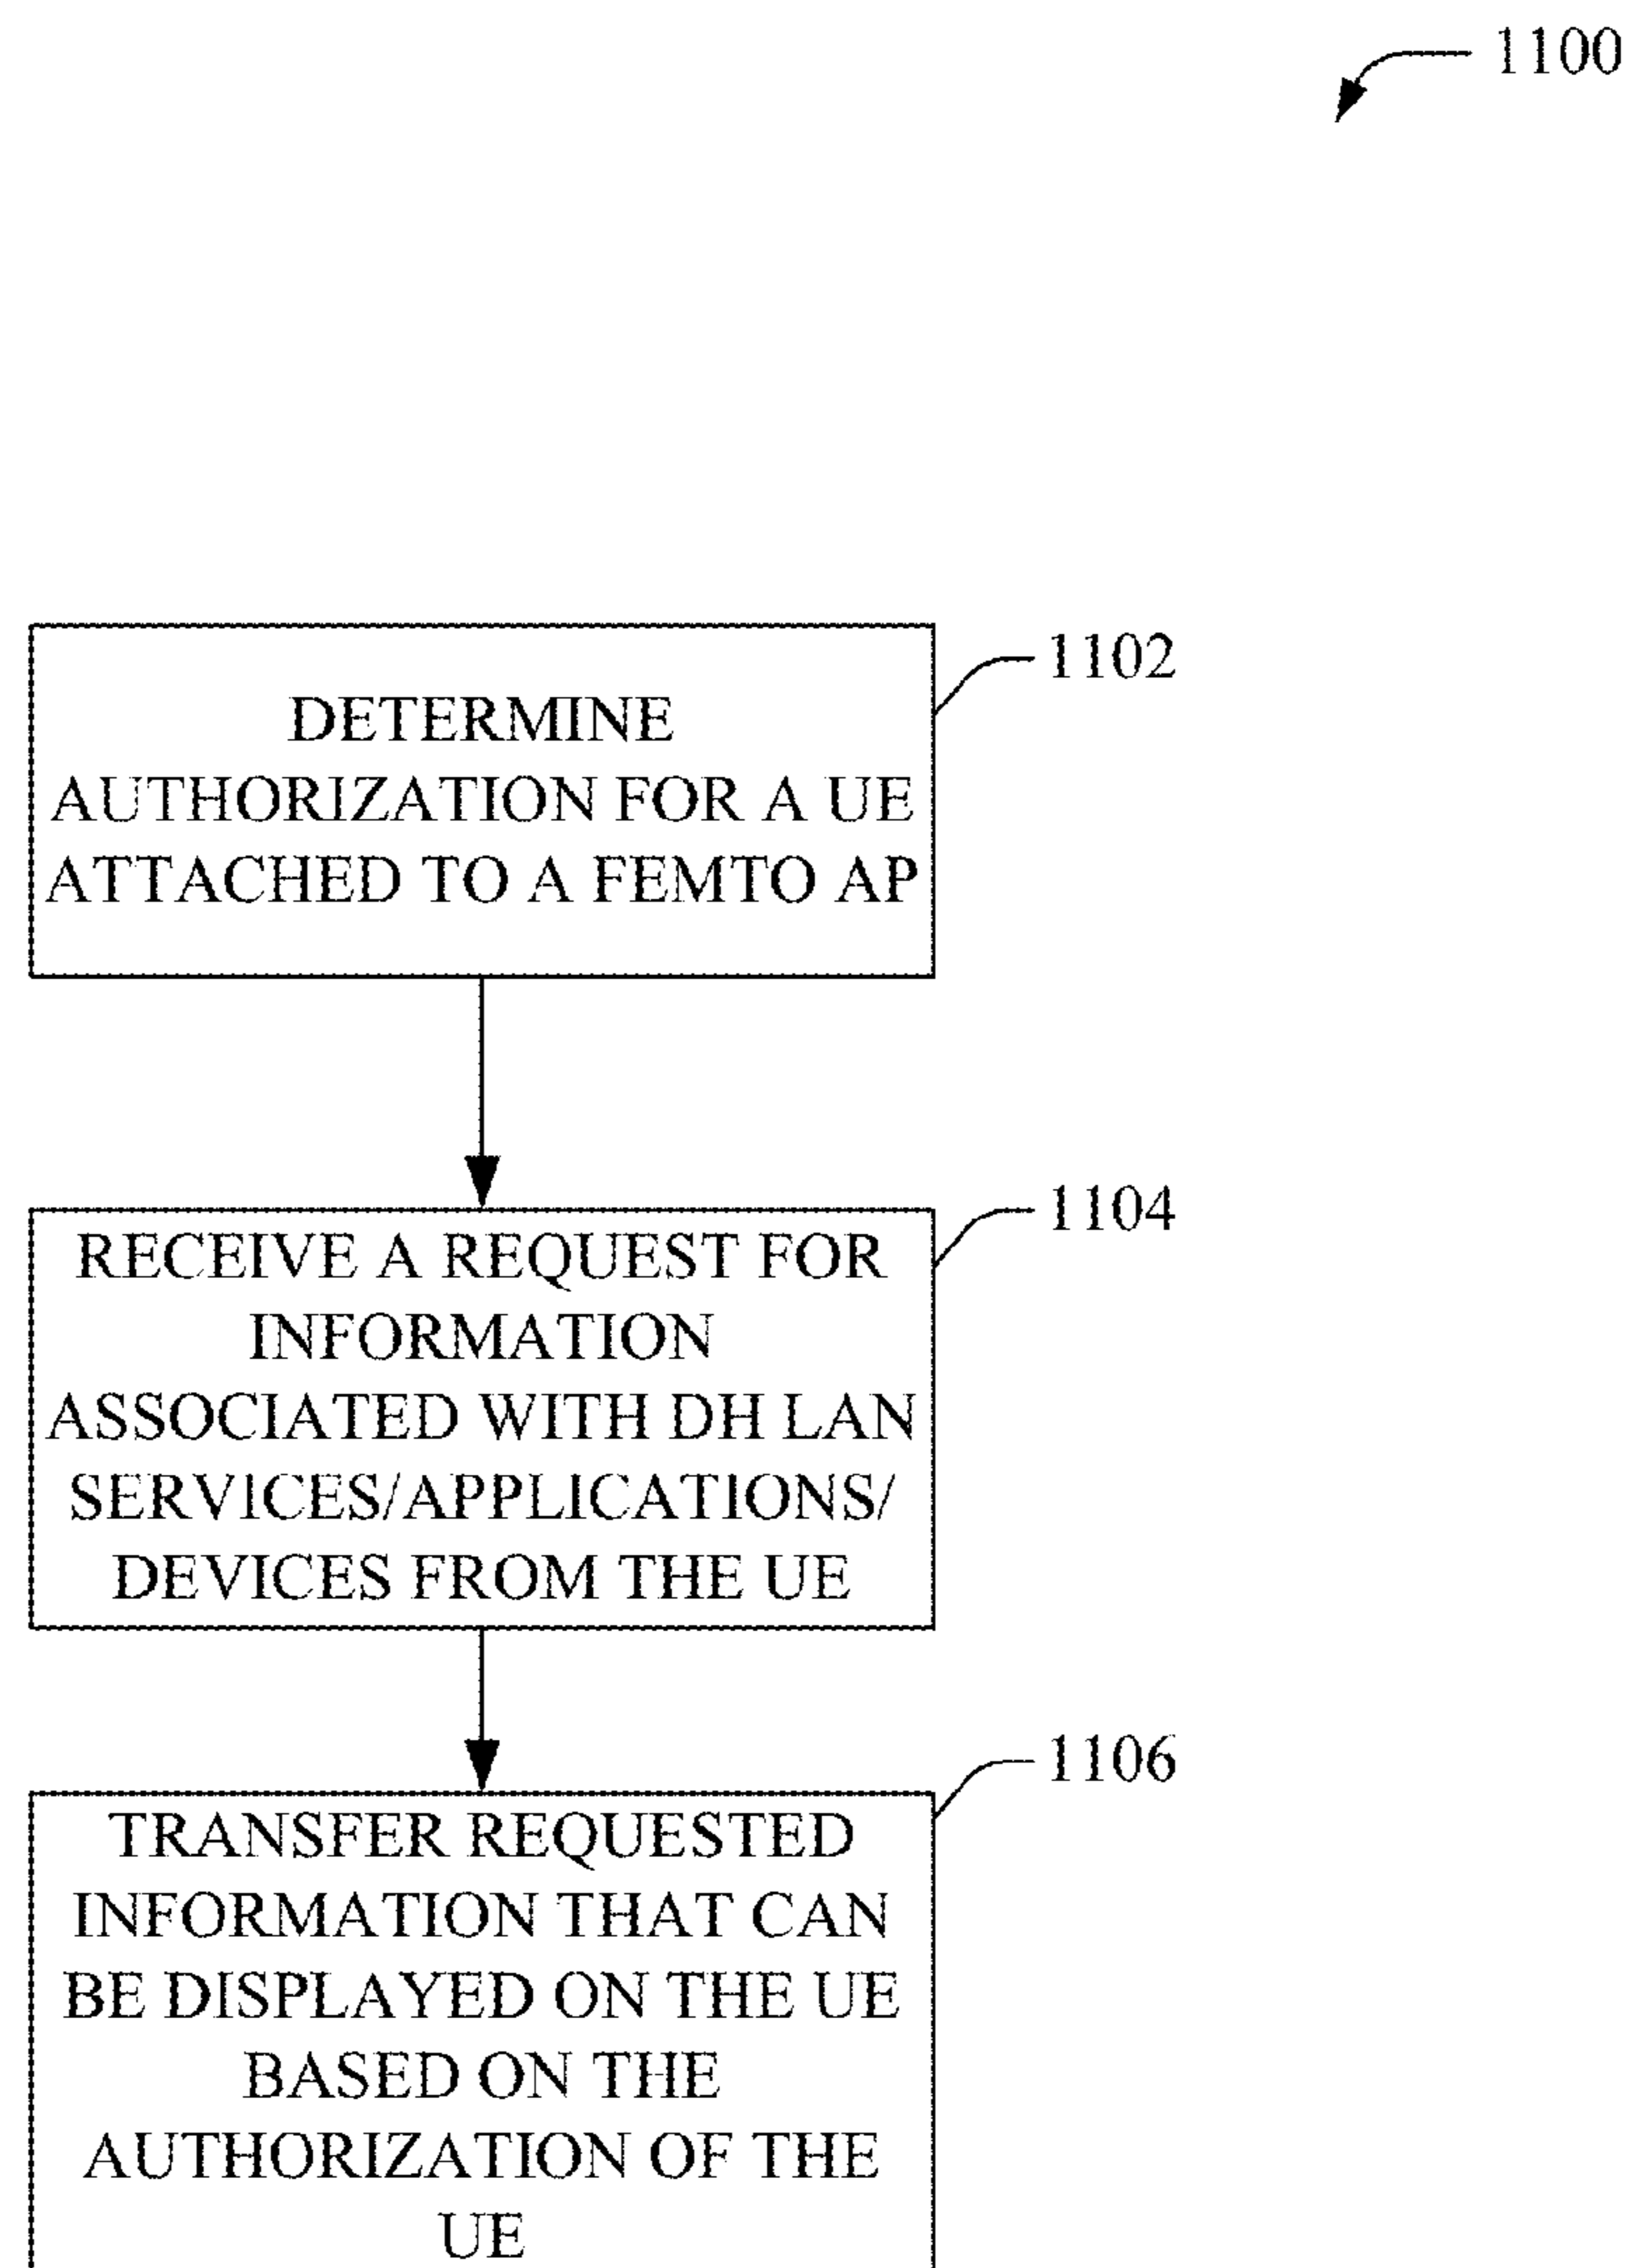 1100
DETERMINE
1102
AUTHORIZATION FOR A UE
ATTACHED TO A FEMTO AP
RECEIVE A REQUEST FOR
1104
INFORMATION
ASSOCIATED WITH DH LAN
SERVICES/APPLICATIONS/
DEVICES FROM THE UE
TRANSFER REQUESTED
1106
INFORMATION THAT CAN
BE DISPLAYED ON THE UE
BASED ON THE
AUTHORIZATION OF THE
UE